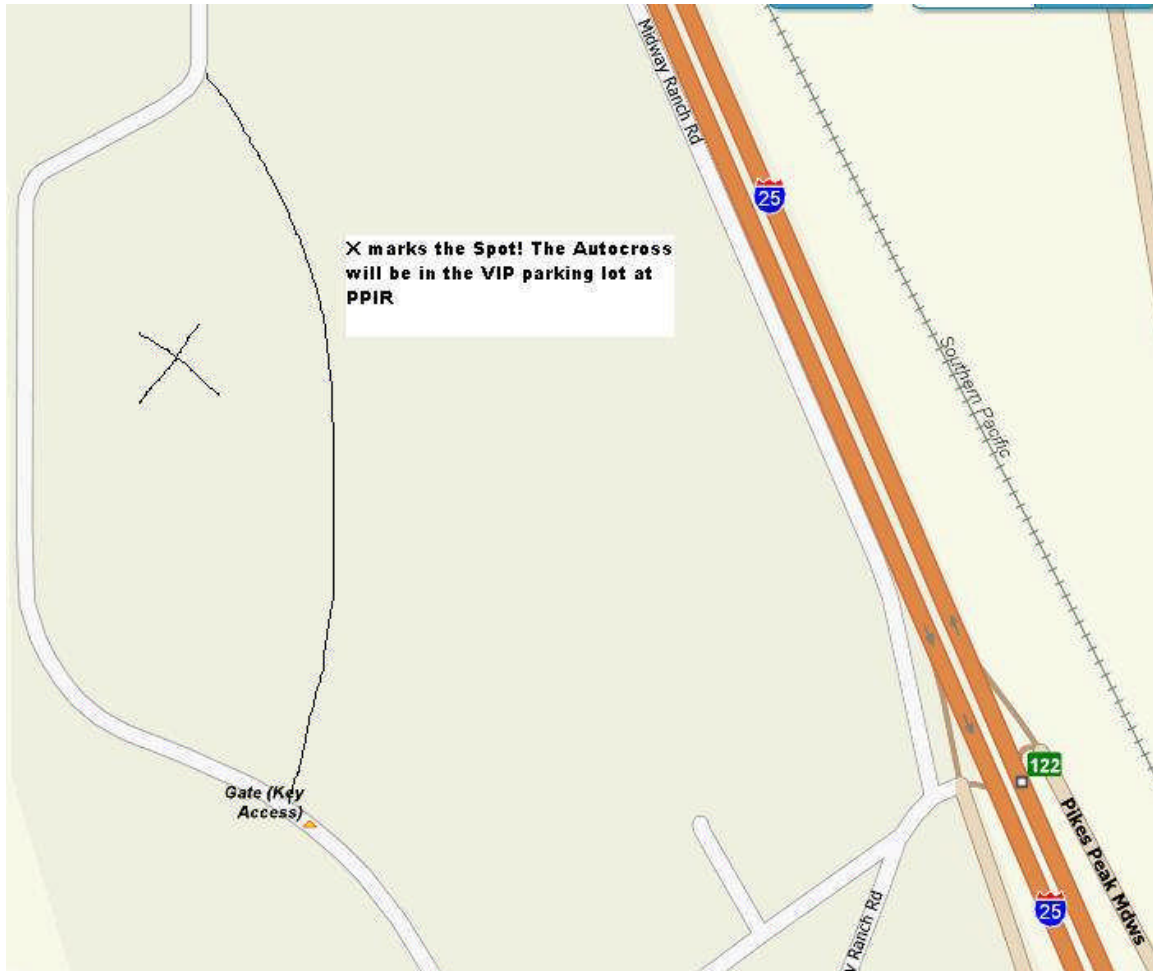 Midway Ranch Rd
25
X marks the Spot! The Autocross
will be in the VIP parking lot at
PPIR
Southern Pacific
122
Gate (Key
Access)
Pikes Peak Mdws
25
y Ranch Rd